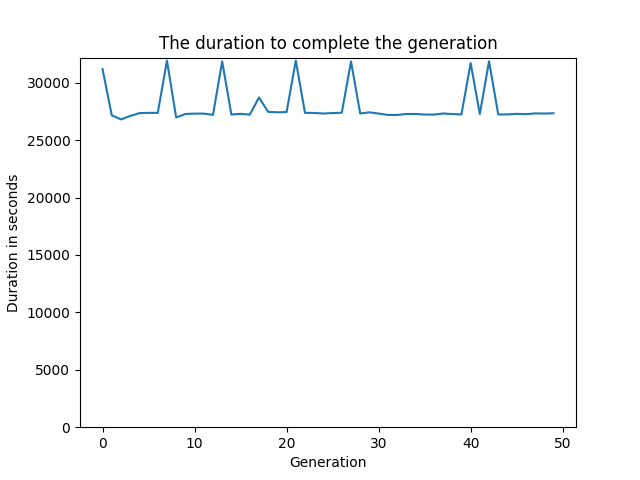 The duration to complete the generation
30000
25000
20000
15000
10000
5000
0
Duration in seconds
0 10 20 30 40 50
Generation